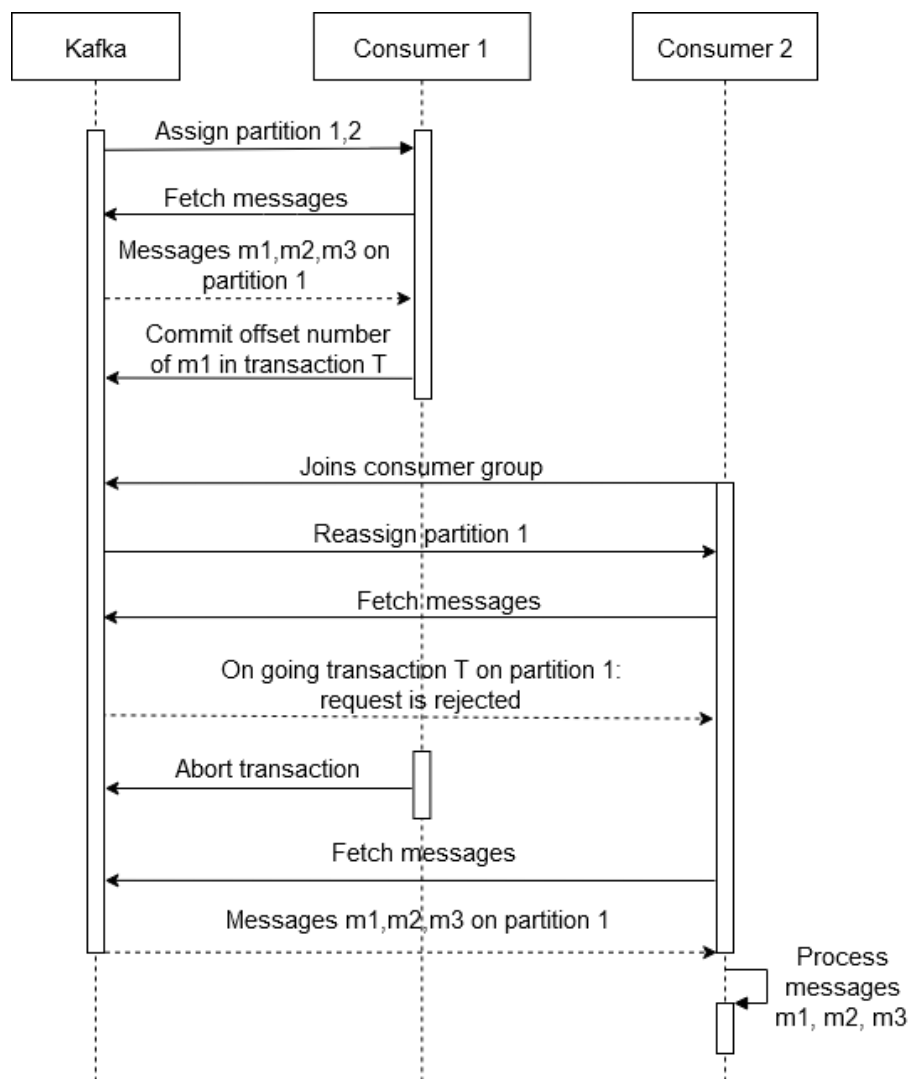 Kafka
Consumer 1
Consumer 2
Assign partition 1,2
Fetch messages
Messages m1,m2,m3 on
partition 1
Commit offset number
of m1 in transaction T
Joins consumer group
Reassign partition 1
Fetch messages
On going transaction T on partition 1:
request is rejected
Abort transaction
Fetch messages
Messages m1,m2,m3 on partition 1
Process
messages
m1, m2, m3